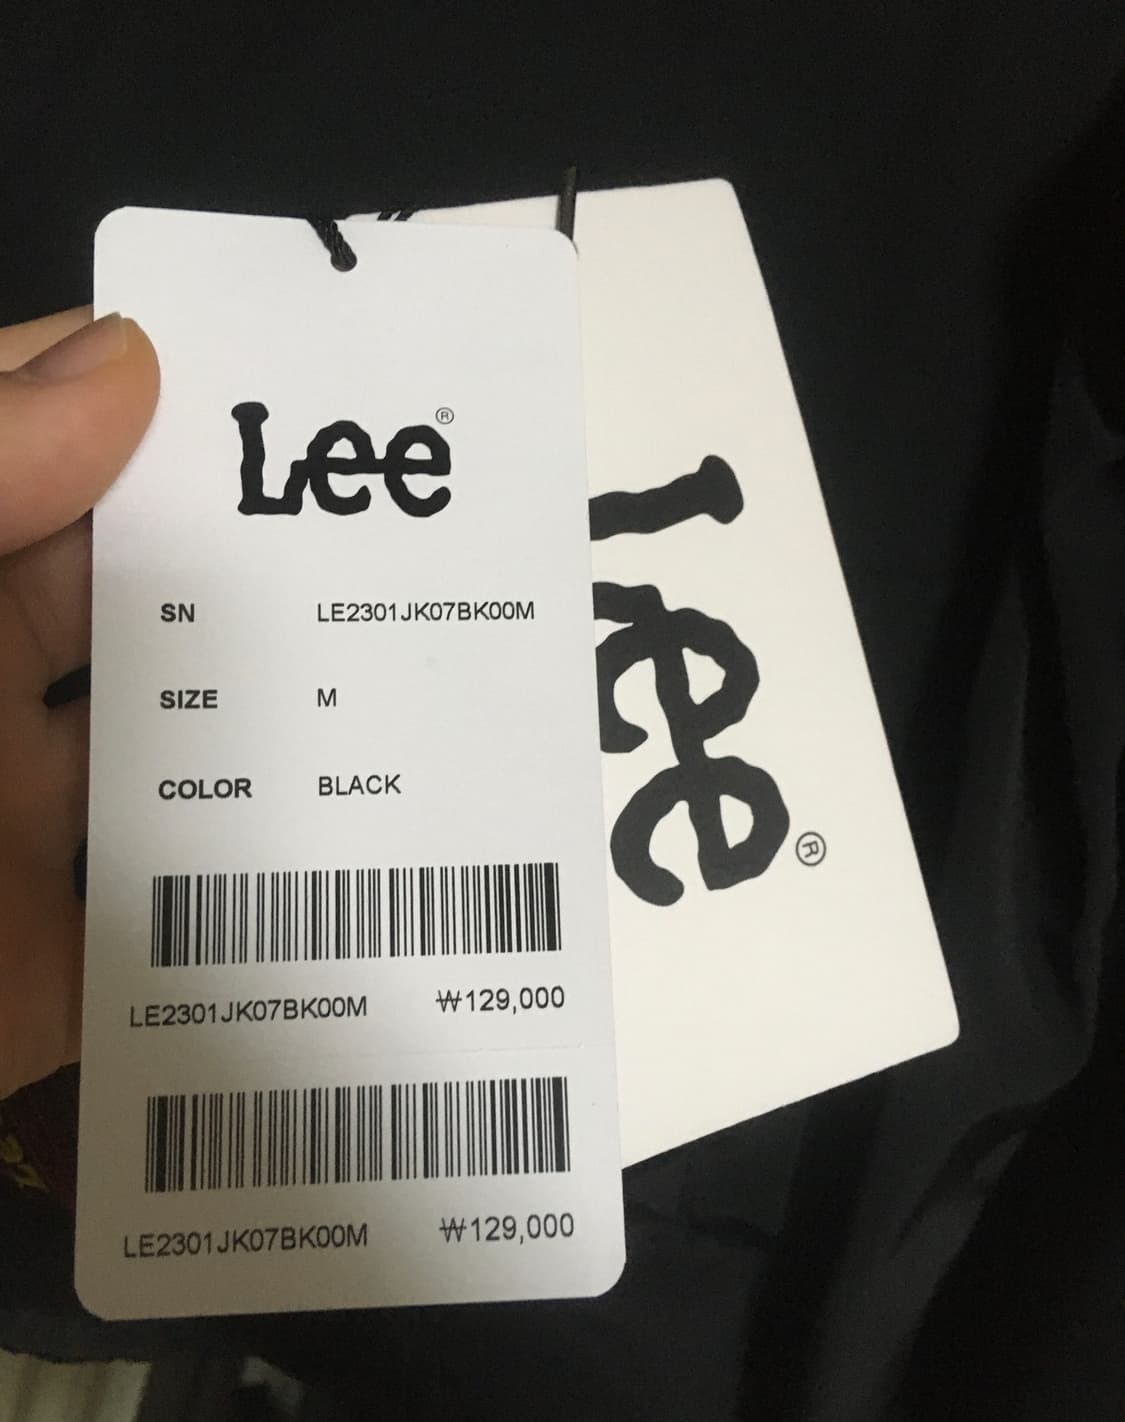 Lee®
SN LE2301JK07BK00M
SIZE M
COLOR BLACK
LE2301JK07BK00M ₩129,000
LE2301JK07BK00M ₩129,000
Lee®